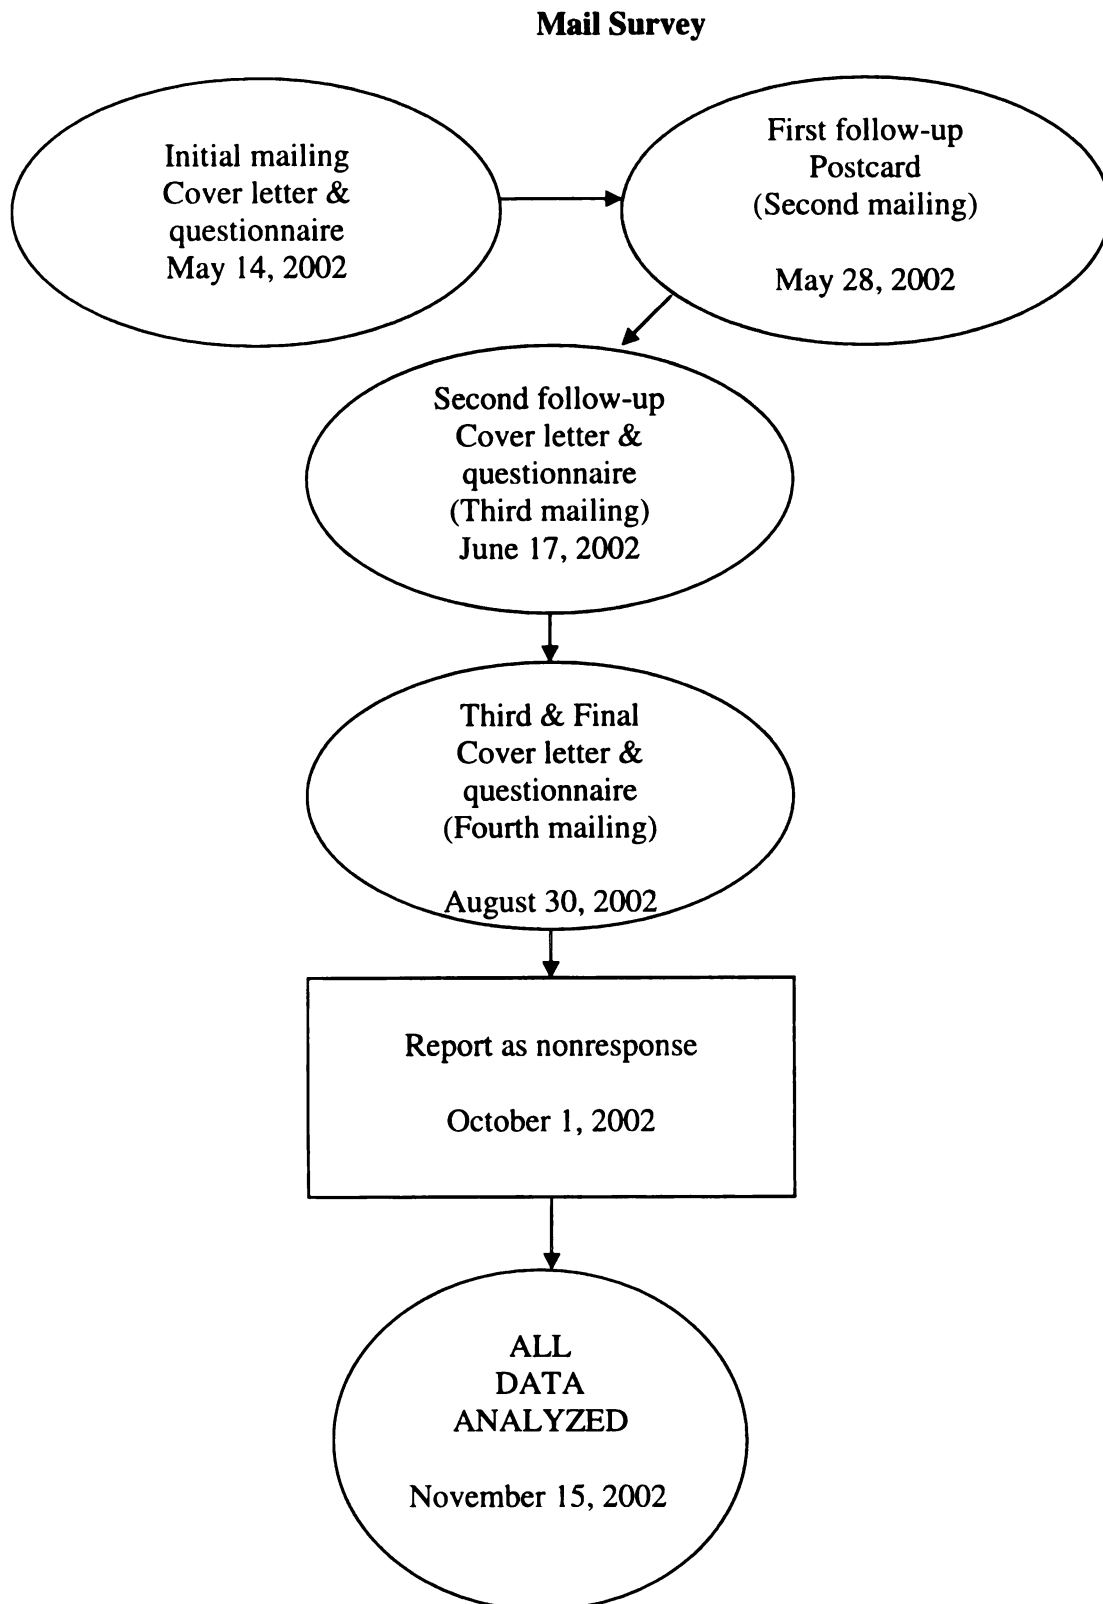 Mail Survey
Initial mailing
Cover letter &
questionnaire
May 14, 2002
First follow-up
Postcard
(Second mailing)
May 28, 2002
Second follow-up
Cover letter &
questionnaire
(Third mailing)
June 17, 2002
Third & Final
Cover letter &
questionnaire
(Fourth mailing)
August 30, 2002
Report as nonresponse
October 1, 2002
ALL
DATA
ANALYZED
November 15, 2002